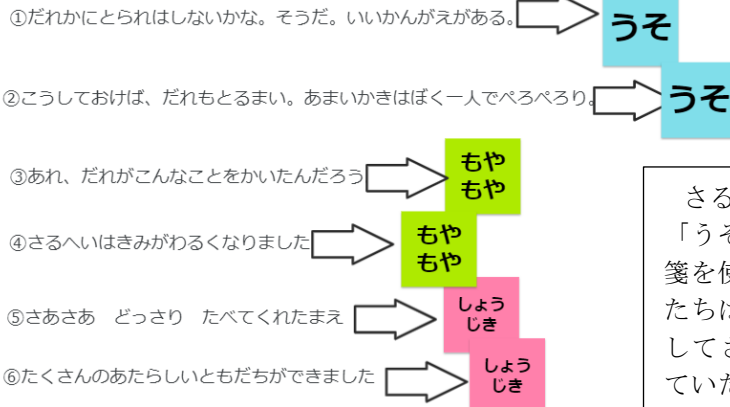 ①だれかにとられはしないかな。そうだ。いいかんがえがある。
うそ
②こうしておけば、だれもとるまい。あまいかきはぼく一人でぺろぺろり。
うそ
③あれ、だれがこんなことをかいたんだろう
もや
もや
④さるへいはきみがわるくなりました
もや
もや
⑤さあさあ　どっさり　たべてくれたまえ
しょう
じき
⑥たくさんのあたらしいともだちができました
しょう
じき
さる
「うそ
箋を使
たちは
してさ
ていた